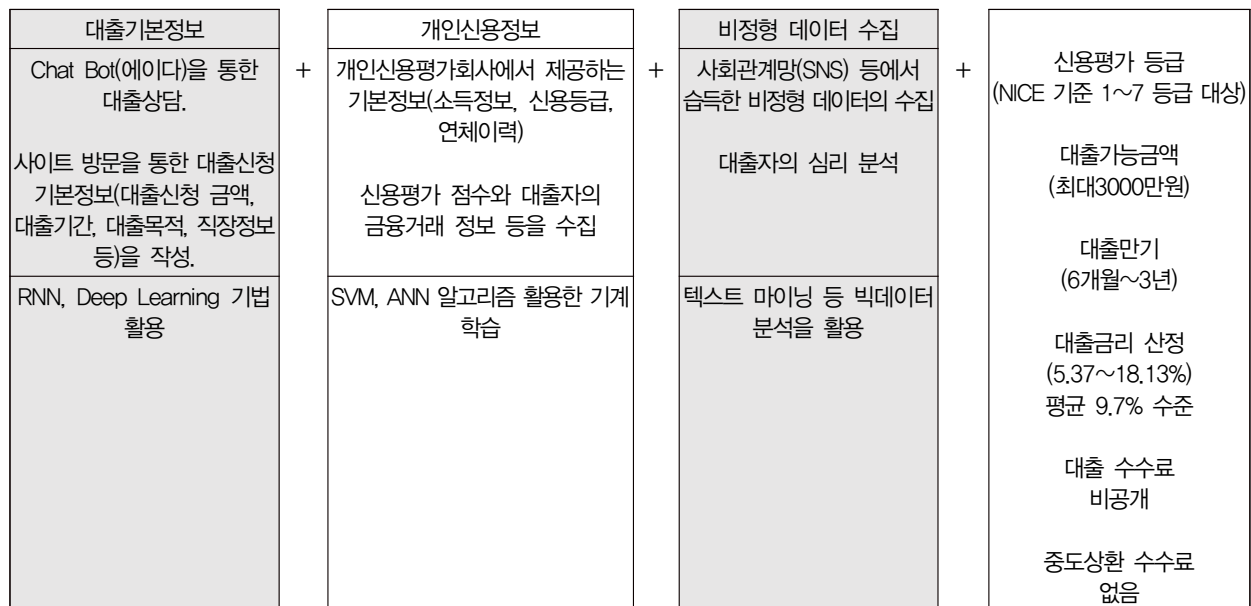 대출기본정보
Chat Bot(에이다)을 통한
대출상담.
사이트 방문을 통한 대출신청
기본정보(대출신청 금액,
대출기간, 대출목적, 직장정보
등)을 작성.
RNN, Deep Learning 기법
활용
+
개인신용정보
개인신용평가회사에서 제공하는
기본정보(소득정보, 신용등급,
연체이력)
신용평가 점수와 대출자의
금융거래 정보 등을 수집
SVM, ANN 알고리즘 활용한 기계
학습
+
비정형 데이터 수집
사회관계망(SNS) 등에서
습득한 비정형 데이터의 수집
대출자의 심리 분석
텍스트 마이닝 등 빅데이터
분석을 활용
+
신용평가 등급
(NICE 기준 1～7 등급 대상)
대출가능금액
(최대3000만원)
대출만기
(6개월～3년)
대출금리 산정
(5.37～18.13%)
평균 9.7% 수준
대출 수수료
비공개
중도상환 수수료
없음